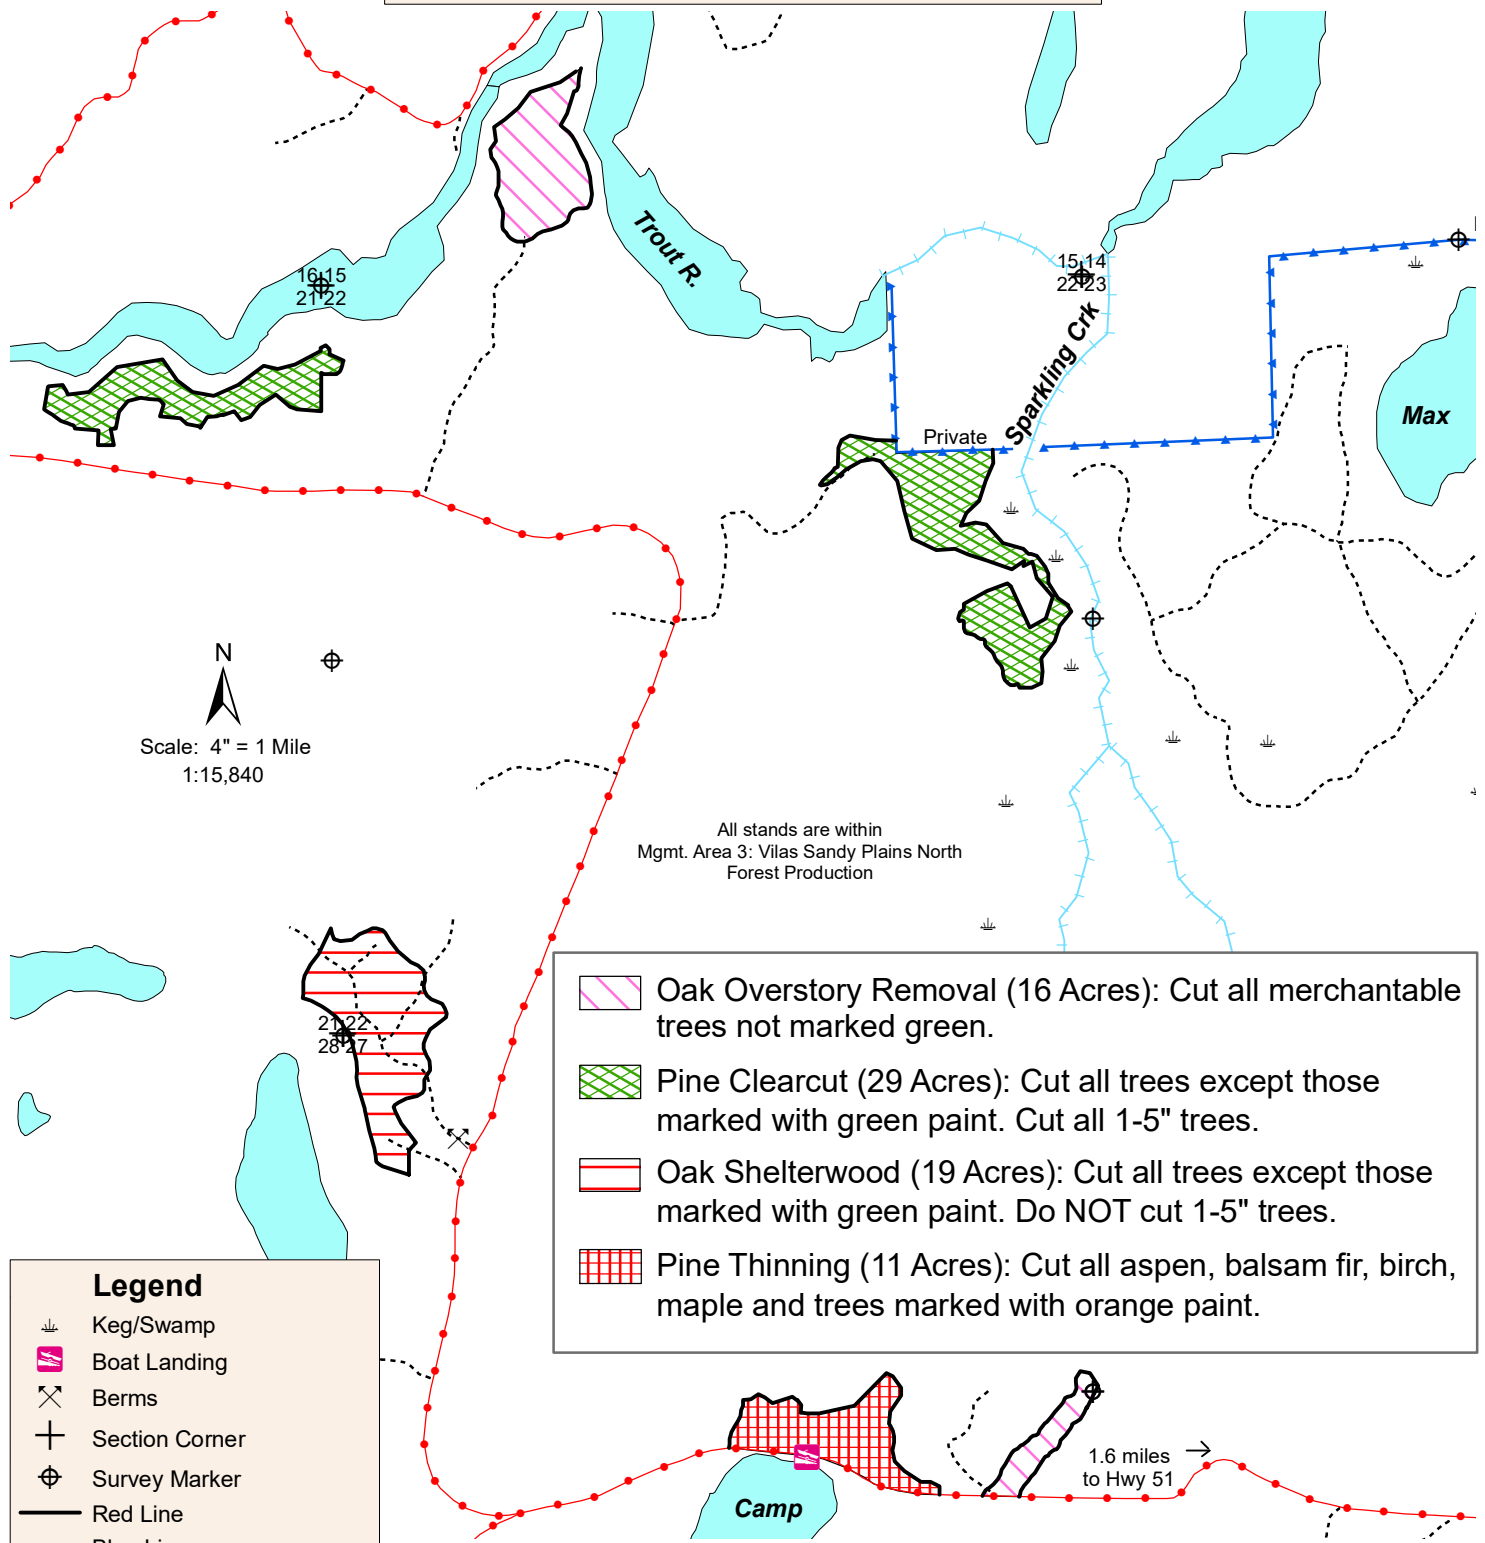 Trout R.
16 15
21 22
15 14
22 23
Sparkling Crk
Max
Private
N
Scale:  4" = 1 Mile
1:15,840
All stands are within
Mgmt. Area 3: Vilas Sandy Plains North
Forest Production
21 22
28 27
Oak Overstory Removal (16 Acres): Cut all merchantable
trees not marked green.
Pine Clearcut (29 Acres): Cut all trees except those
marked with green paint. Cut all 1-5" trees.
Oak Shelterwood (19 Acres): Cut all trees except those
marked with green paint. Do NOT cut 1-5" trees.
Pine Thinning (11 Acres): Cut all aspen, balsam fir, birch,
maple and trees marked with orange paint.
Legend
Keg/Swamp
Boat Landing
Berms
Section Corner
Survey Marker
Red Line
1.6 miles
to Hwy 51
Camp